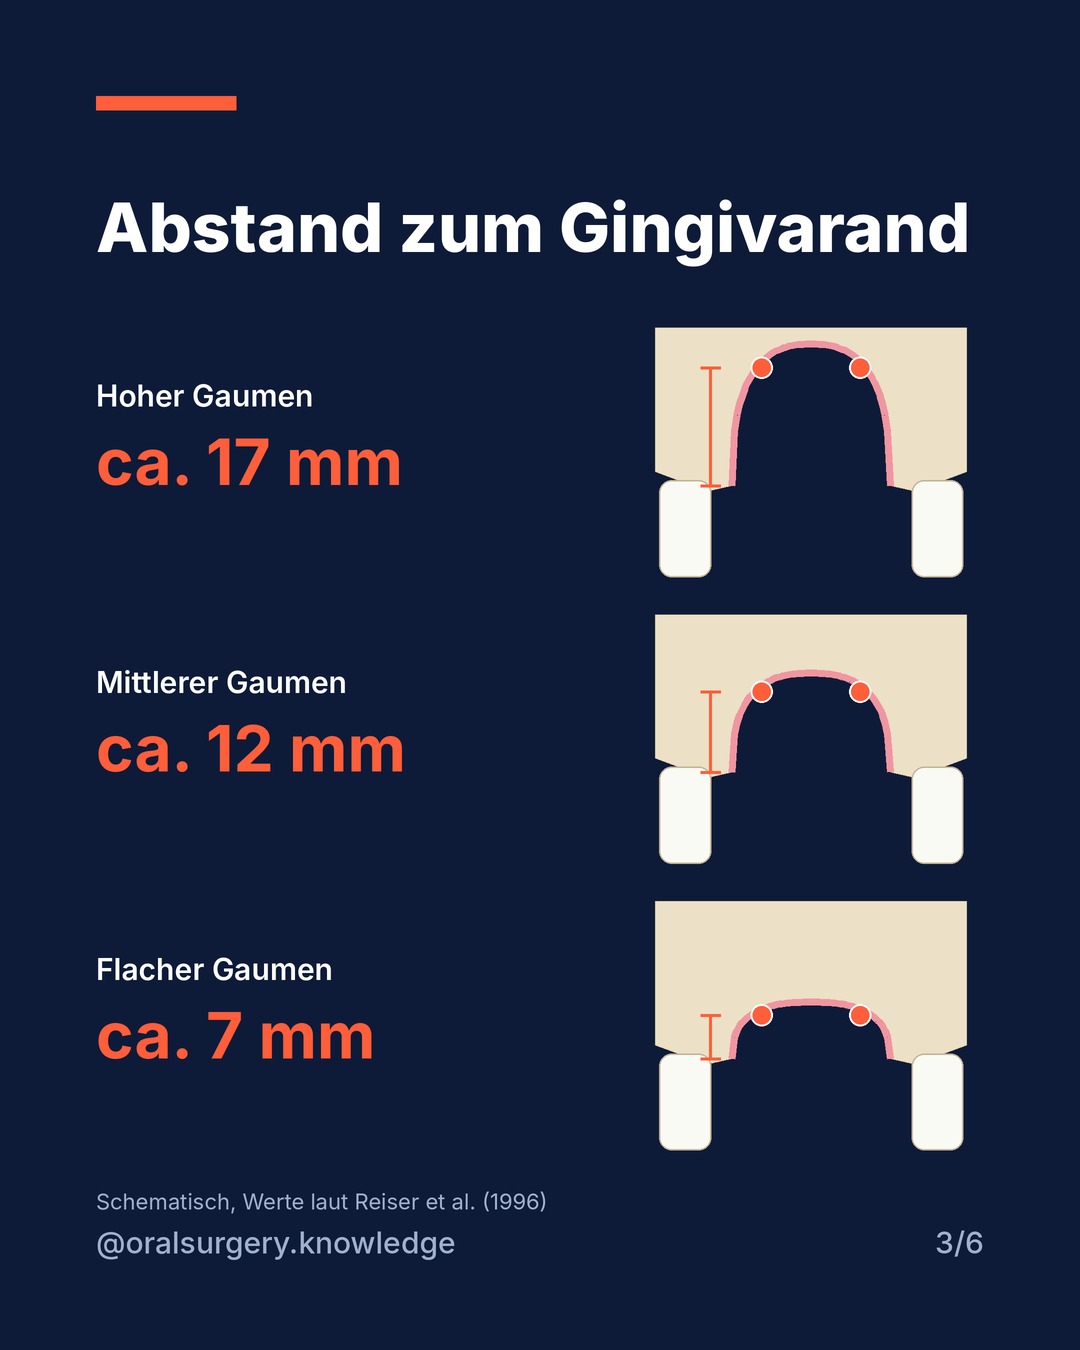 Abstand zum Gingivarand
Hoher Gaumen
ca. 17 mm
Mittlerer Gaumen
ca. 12 mm
Flacher Gaumen
ca. 7 mm
Schematisch, Werte laut Reiser et al. (1996)
@oralsurgery.knowledge
3/6